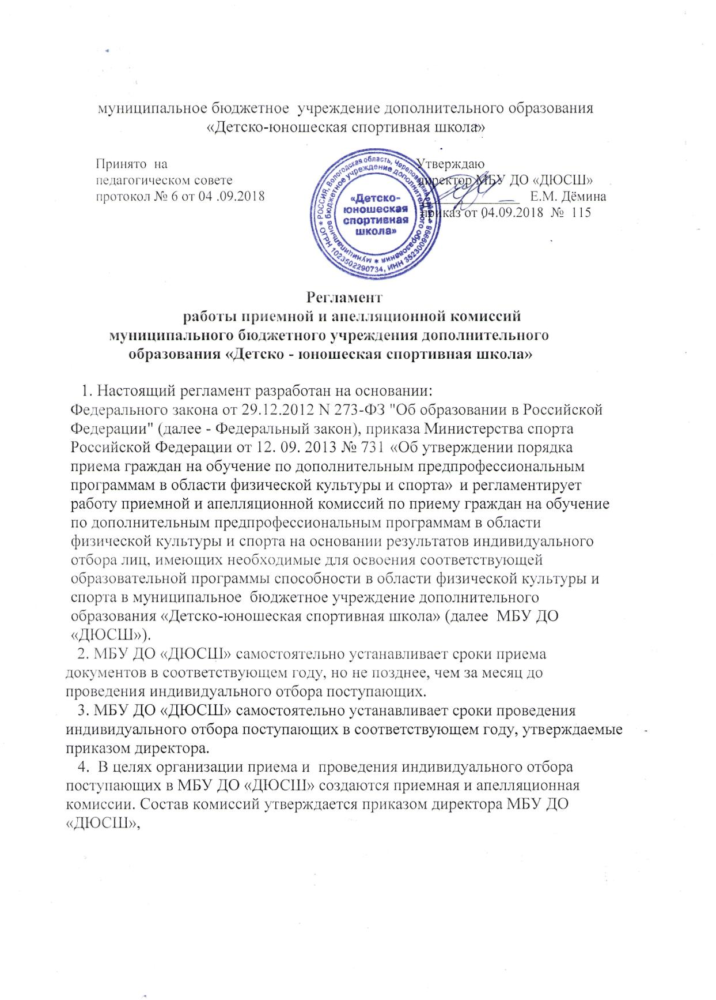 муниципальное бюджетное  учреждение дополнительного образования
«Детско-юношеская спортивная школа»
Принято  на
педагогическом совете
протокол № 6 от 04 .09.2018
Утверждаю
директор МБУ ДО «ДЮСШ»
_____________ Е.М. Дёмина
приказ от 04.09.2018  №  115
* РОССИЯ, Вологодская область, Череповецкий район * ОГРН 1023502290734, ИНН 3523009998
* муниципальное бюджетное учреждение дополнительного образования
«Детско-
юношеская
спортивная
школа»
Регламент
работы приемной и апелляционной комиссий
муниципального бюджетного учреждения дополнительного
образования «Детско - юношеская спортивная школа»
1. Настоящий регламент разработан на основании:
Федерального закона от 29.12.2012 N 273-ФЗ "Об образовании в Российской
Федерации" (далее - Федеральный закон), приказа Министерства спорта
Российской Федерации от 12. 09. 2013 № 731 «Об утверждении порядка
приема граждан на обучение по дополнительным предпрофессиональным
программам в области физической культуры и спорта»  и регламентирует
работу приемной и апелляционной комиссий по приему граждан на обучение
по дополнительным предпрофессиональным программам в области
физической культуры и спорта на основании результатов индивидуального
отбора лиц, имеющих необходимые для освоения соответствующей
образовательной программы способности в области физической культуры и
спорта в муниципальное  бюджетное учреждение дополнительного
образования «Детско-юношеская спортивная школа» (далее  МБУ ДО
«ДЮСШ»).
2. МБУ ДО «ДЮСШ» самостоятельно устанавливает сроки приема
документов в соответствующем году, но не позднее, чем за месяц до
проведения индивидуального отбора поступающих.
3. МБУ ДО «ДЮСШ» самостоятельно устанавливает сроки проведения
индивидуального отбора поступающих в соответствующем году, утверждаемые
приказом директора.
4.  В целях организации приема и  проведения индивидуального отбора
поступающих в МБУ ДО «ДЮСШ» создаются приемная и апелляционная
комиссии. Состав комиссий утверждается приказом директора МБУ ДО
«ДЮСШ»,